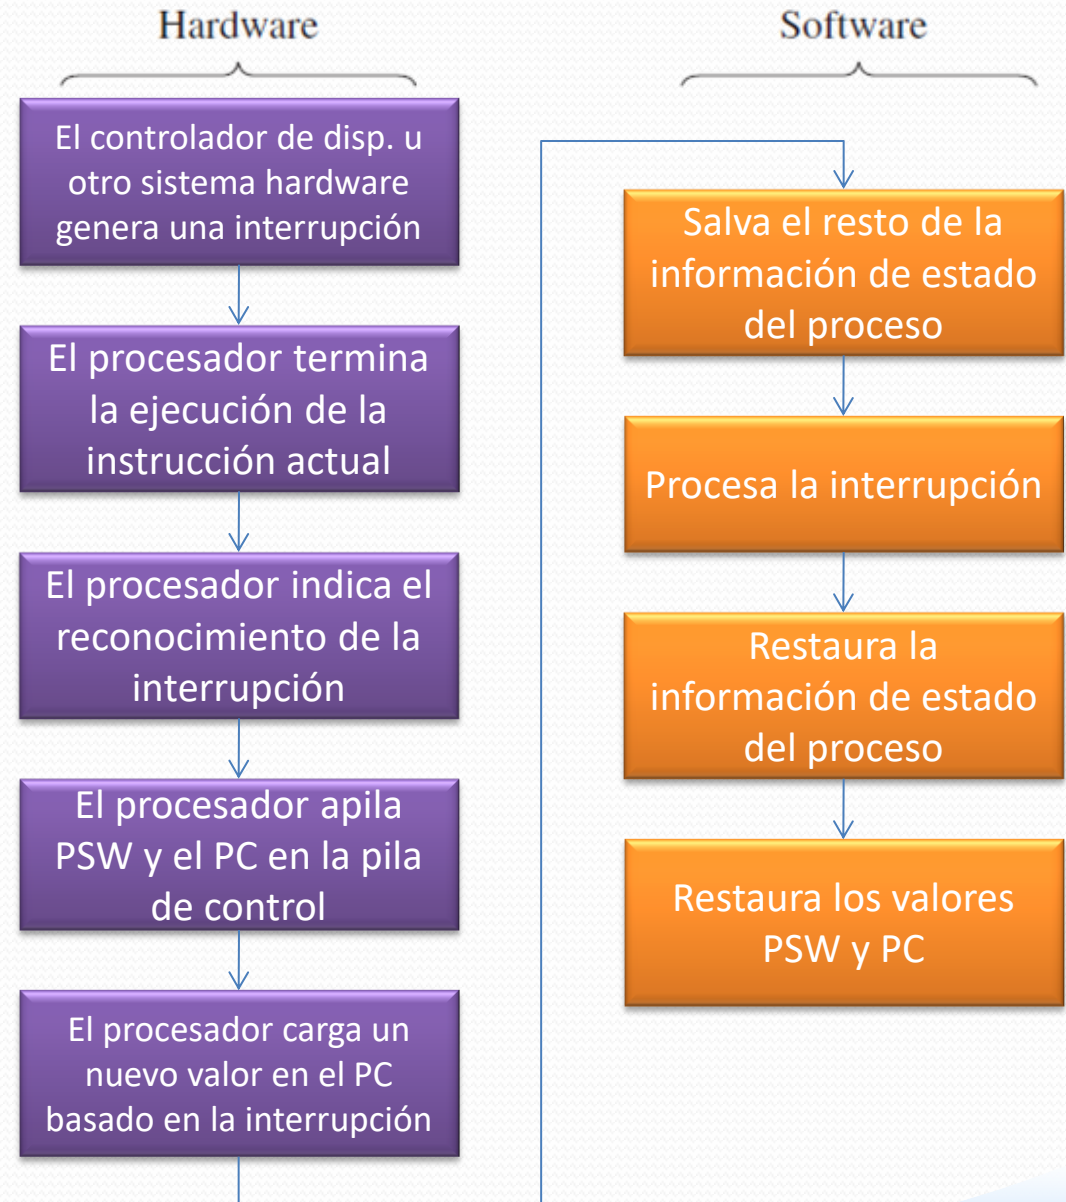 Hardware
El controlador de disp. u
otro sistema hardware
genera una interrupción
El procesador termina
la ejecución de la
instrucción actual
El procesador indica el
reconocimiento de la
interrupción
El procesador apila
PSW y el PC en la pila
de control
El procesador carga un
nuevo valor en el PC
basado en la interrupción
Software
Salva el resto de la
información de estado
del proceso
Procesa la interrupción
Restaura la
información de estado
del proceso
Restaura los valores
PSW y PC